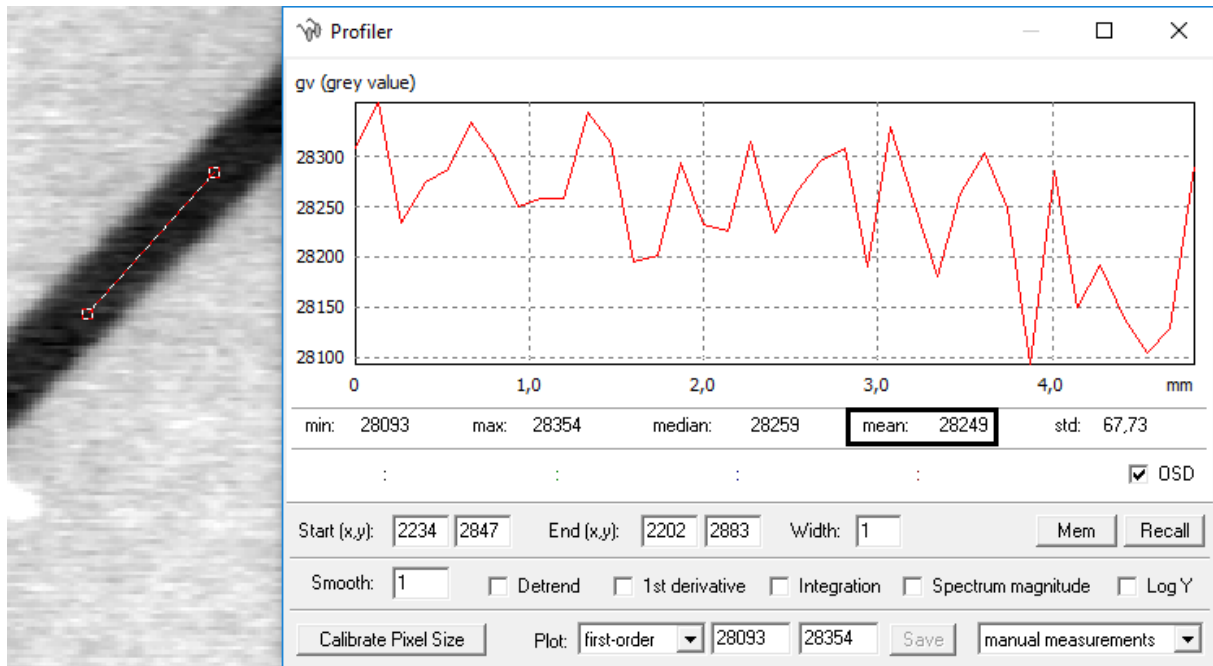 Profiler
gv (grey value)
28300
28250
28200
28150
28100
0 1,0 2,0 3,0 4,0 mm
min: 28093 max: 28354 median: 28259 mean: 28249 std: 67,73
: : : : OSD
Start (x,y): 2234 2847 End (x,y): 2202 2883 Width: 1 Mem Recall
Smooth: 1 Detrend 1st derivative Integration Spectrum magnitude Log Y
Calibrate Pixel Size Plot: first-order 28093 28354 Save manual measurements